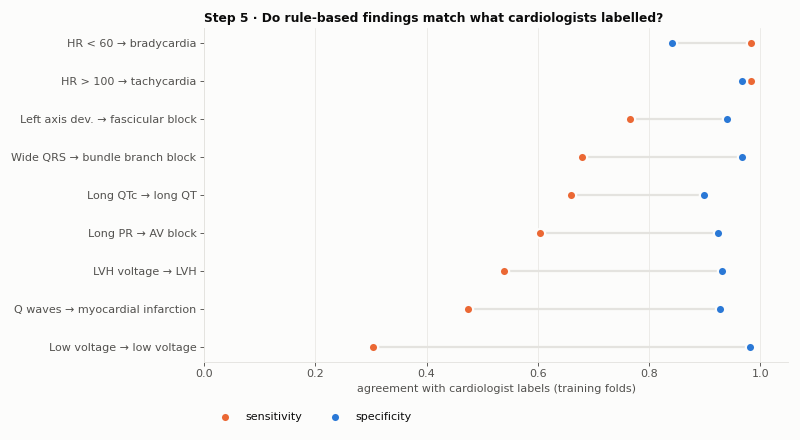 Step 5 · Do rule-based findings match what cardiologists labelled?
HR < 60 → bradycardia
HR > 100 → tachycardia
Left axis dev. → fascicular block
Wide QRS → bundle branch block
Long QTc → long QT
Long PR → AV block
LVH voltage → LVH
Q waves → myocardial infarction
Low voltage → low voltage
0.0 0.2 0.4 0.6 0.8 1.0
agreement with cardiologist labels (training folds)
sensitivity specificity